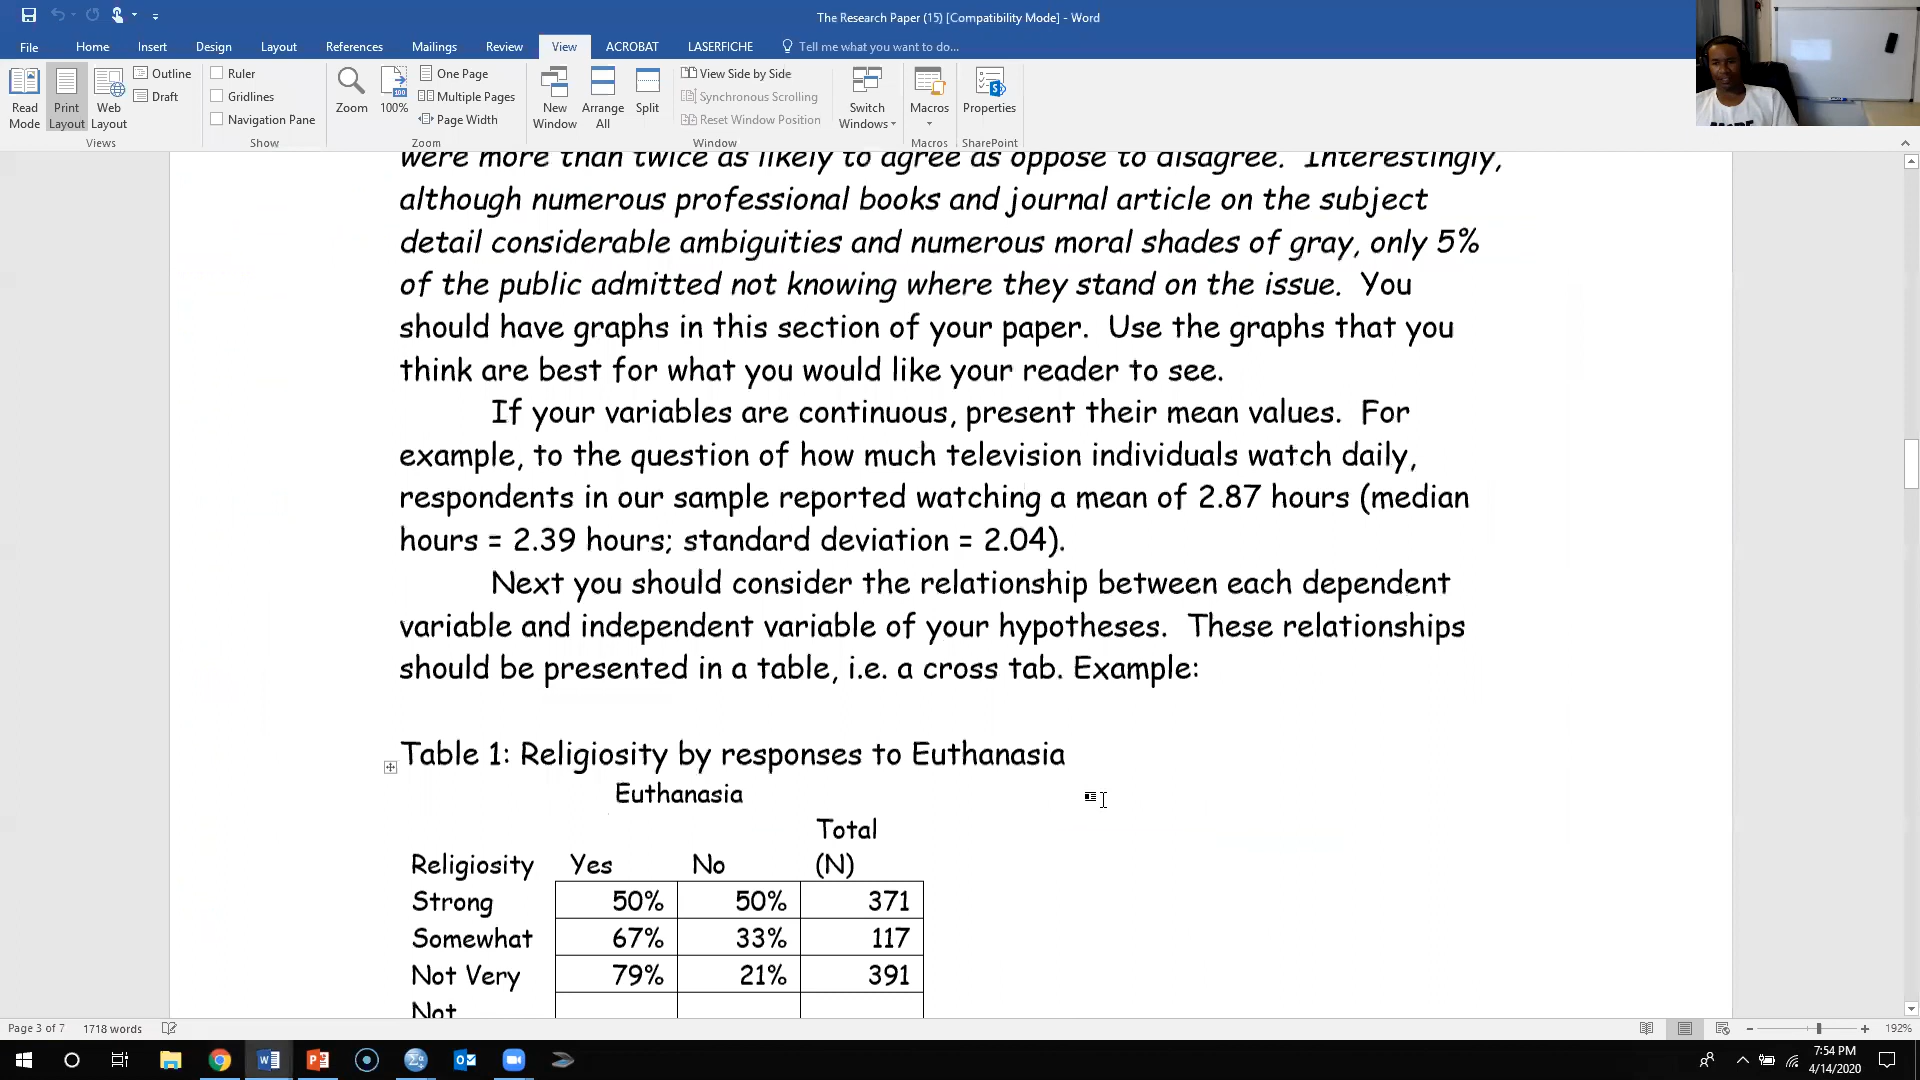 The Research Paper (15) [Compatibility Mode] - Word
File Home Insert Design Layout References Mailings Review View ACROBAT LASERFICHE Tell me what you want to do...
Read Mode
Print Layout
Web Layout
Outline
Draft
Views
Ruler
Gridlines
Navigation Pane
Show
Zoom
100
100%
One Page
Multiple Pages
Page Width
Zoom
New Window
Arrange All
Split
View Side by Side
Synchronous Scrolling
Reset Window Position
Window
Switch Windows
Macros
Macros
Properties
SharePoint
were more than twice as likely to agree as oppose to disagree. Interestingly,
although numerous professional books and journal article on the subject
detail considerable ambiguities and numerous moral shades of gray, only 5%
of the public admitted not knowing where they stand on the issue. You
should have graphs in this section of your paper. Use the graphs that you
think are best for what you would like your reader to see.
If your variables are continuous, present their mean values. For
example, to the question of how much television individuals watch daily,
respondents in our sample reported watching a mean of 2.87 hours (median
hours = 2.39 hours; standard deviation = 2.04).
Next you should consider the relationship between each dependent
variable and independent variable of your hypotheses. These relationships
should be presented in a table, i.e. a cross tab. Example:
Table 1: Religiosity by responses to Euthanasia
Euthanasia
Total
Religiosity Yes No (N)
Strong 50% 50% 371
Somewhat 67% 33% 117
Not Very 79% 21% 391
Not
Page 3 of 7 1718 words 192%
7:54 PM
4/14/2020